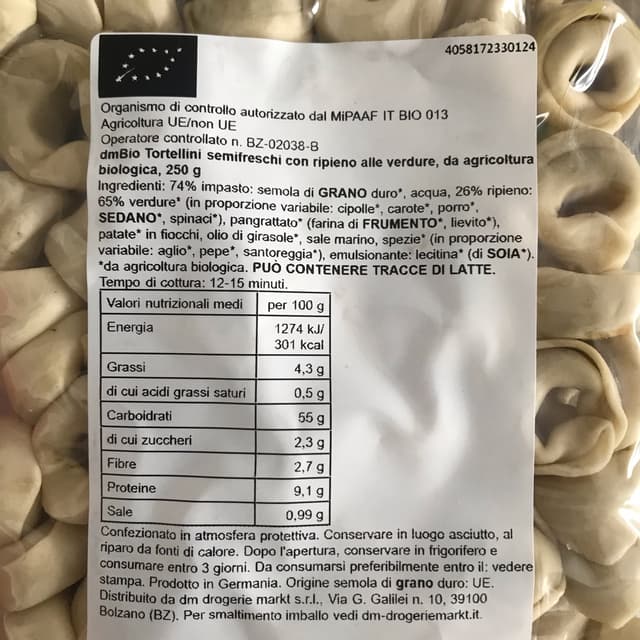 4058172330124
Organismo di controllo autorizzato dal MiPAAF IT BIO 013
Agricoltura UE/non UE
Operatore controllato n. BZ-02038-B
dmBio Tortellini semifreschi con ripieno alle verdure, da agricoltura
biologica, 250 g
Ingredienti: 74% impasto: semola di GRANO duro*, acqua, 26% ripieno:
65% verdure* (in proporzione variabile: cipolle*, carote*, porro*,
SEDANO*, spinaci*), pangrattato* (farina di FRUMENTO*, lievito*),
patate* in fiocchi, olio di girasole*, sale marino, spezie* (in proporzione
variabile: aglio*, pepe*, santoreggia*), emulsionante: lecitina* (di SOIA*).
*da agricoltura biologica. PUÒ CONTENERE TRACCE DI LATTE.
Tempo di cottura: 12-15 minuti.
Valori nutrizionali medi per 100 g
Energia 1274 kJ/
301 kcal
Grassi 4,3 g
di cui acidi grassi saturi 0,5 g
Carboidrati 55 g
di cui zuccheri 2,3 g
Fibre 2,7 g
Proteine 9,1 g
Sale 0,99 g
Confezionato in atmosfera protettiva. Conservare in luogo asciutto, al
riparo da fonti di calore. Dopo l'apertura, conservare in frigorifero e
consumare entro 3 giorni. Da consumarsi preferibilmente entro il: vedere
stampa. Prodotto in Germania. Origine semola di grano duro: UE.
Distribuito da dm drogerie markt s.r.l., Via G. Galilei n. 10, 39100
Bolzano (BZ). Per smaltimento imballo vedi dm-drogeriemarkt.it.